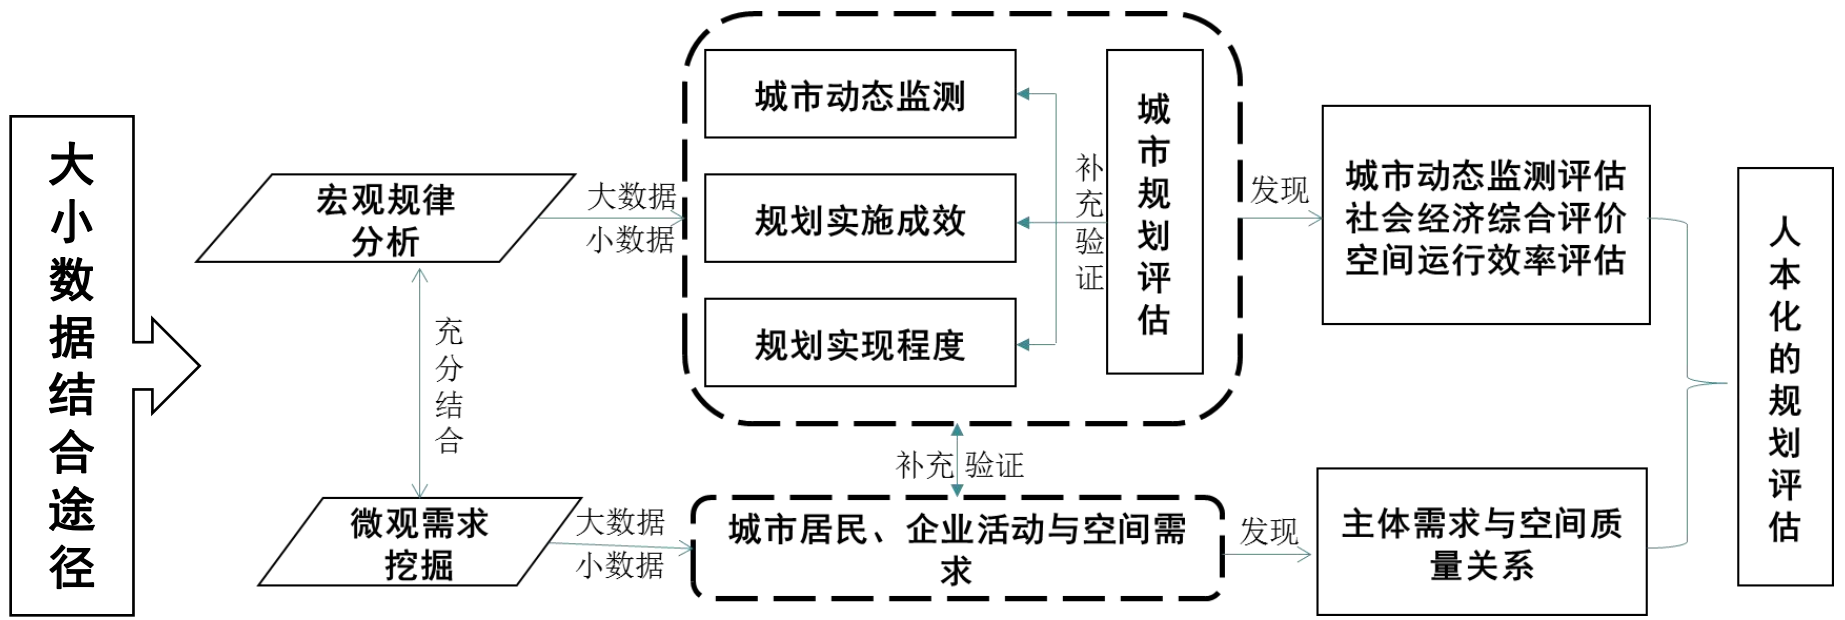 大小数据结合途径
宏观规律
分析
充分结合
微观需求
挖掘
大数据
小数据
大数据
小数据
城市动态监测
规划实施成效
规划实现程度
补充验证
城市规划评估
补充 验证
城市居民、企业活动与空间需
求
发现
发现
城市动态监测评估
社会经济综合评价
空间运行效率评估
主体需求与空间质
量关系
人本化的规划评估